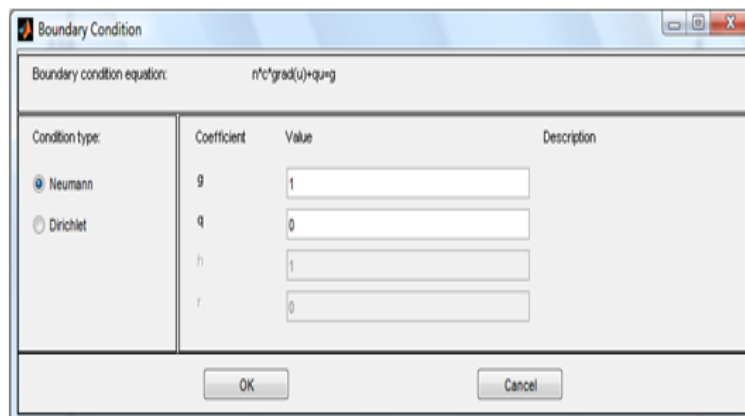 Boundary Condition
Boundary condition equation: n*c*grad(u)+qu=g
Condition type:
Neumann
Dirichlet
Coefficient Value Description
g 1
q 0
h 1
r 0
OK Cancel